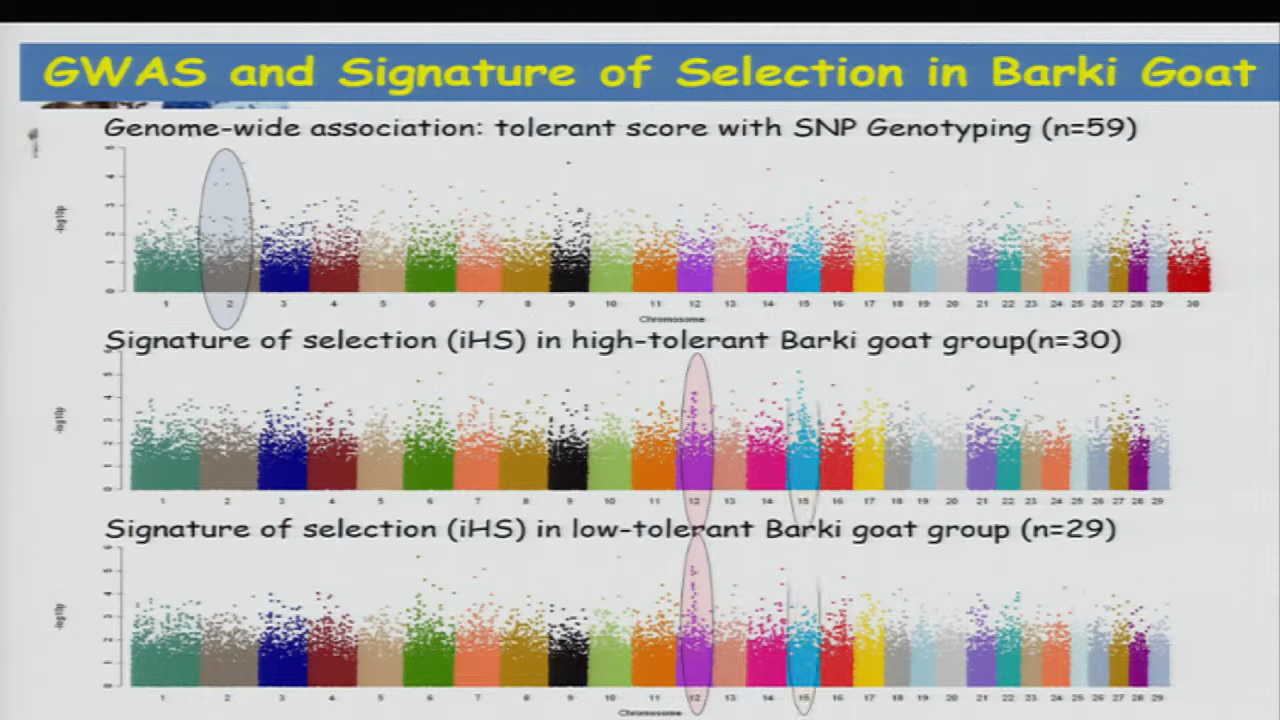 GWAS and Signature of Selection in Barki Goat
Genome-wide association: tolerant score with SNP Genotyping (n=59)
-log10p
1 2 3 4 5 6 7 8 9 10 11 12 13 14 15 16 17 18 19 20 21 22 23 24 25 26 27 28 29 30
Chromosome
Signature of selection (iHS) in high-tolerant Barki goat group(n=30)
-log10p
1 2 3 4 5 6 7 8 9 10 11 12 13 14 15 16 17 18 19 20 21 22 23 24 25 26 27 28 29
Signature of selection (iHS) in low-tolerant Barki goat group (n=29)
-log10p
1 2 3 4 5 6 7 8 9 10 11 12 13 14 15 16 17 18 19 20 21 22 23 24 25 26 27 28 29
Chromosome